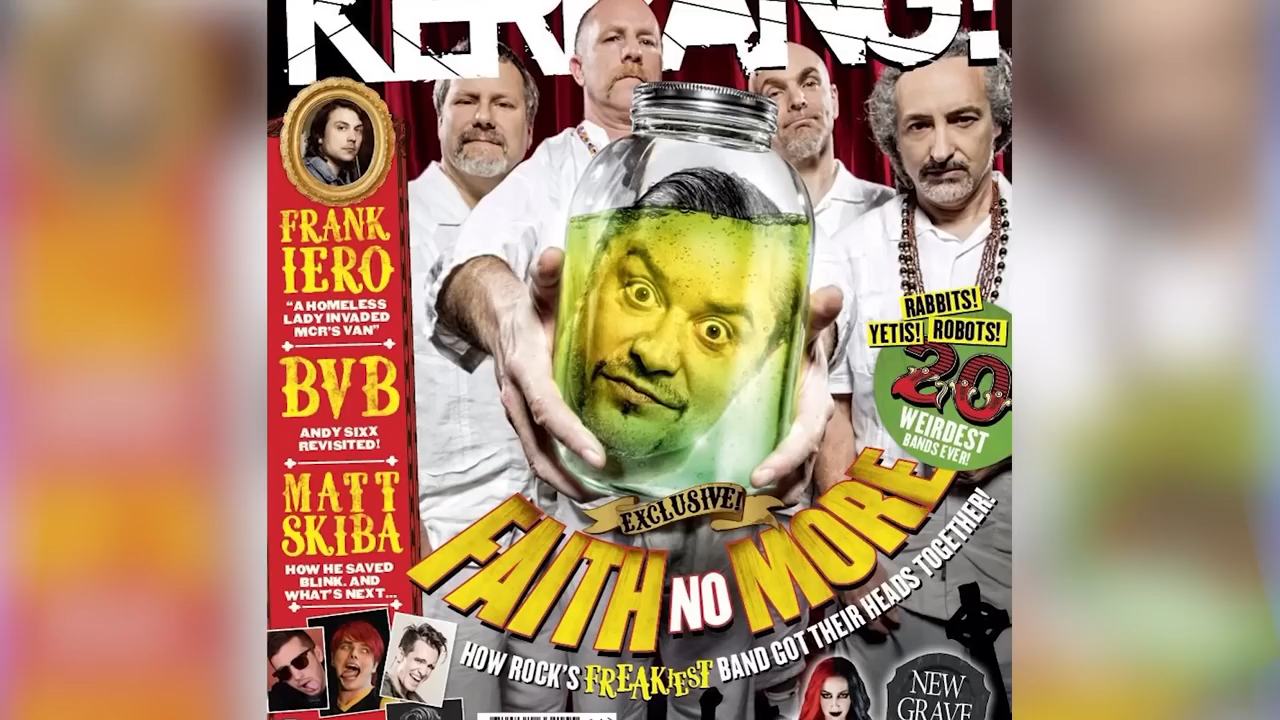 KERRANG!
FRANK
IERO
“A HOMELESS
LADY INVADED
MCR'S VAN”
BVB
ANDY SIXX
REVISITED!
MATT
SKIBA
HOW HE SAVED
BLINK. AND
WHAT'S NEXT...
RABBITS!
YETIS! ROBOTS!
20
WEIRDEST
BANDS EVER!
EXCLUSIVE!
FAITH NO MORE
HOW ROCK'S FREAKIEST BAND GOT THEIR HEADS TOGETHER!
NEW
GRAVE